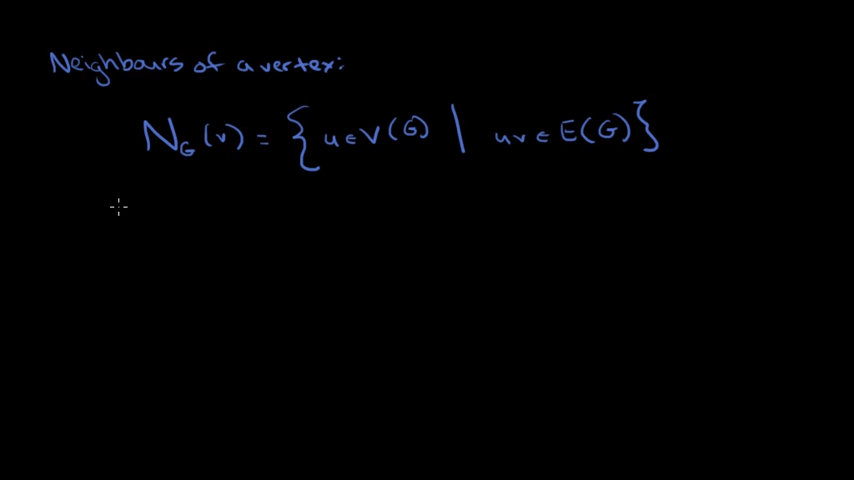 Neighbours of a vertex:
N_G(v) = { u ∈ V(G) | uv ∈ E(G) }